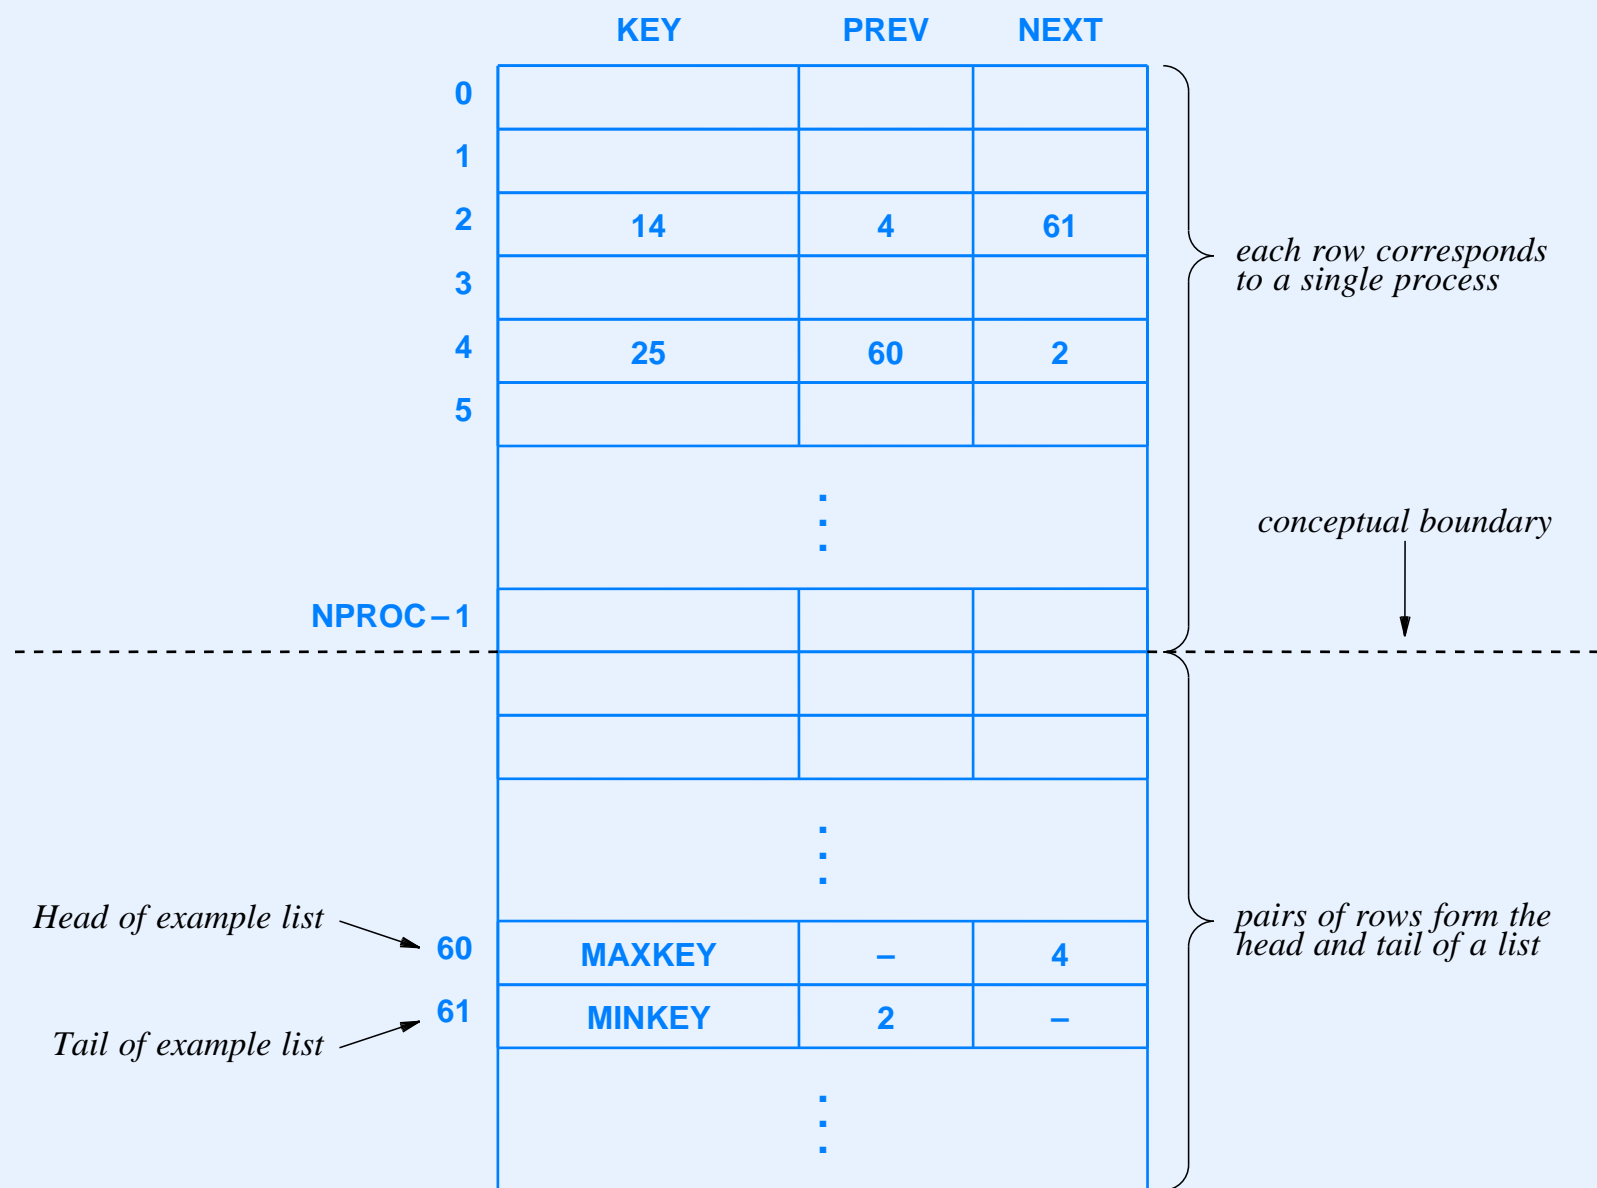 KEY PREV NEXT
0
1
2 14 4 61
each row corresponds
to a single process
3
4 25 60 2
5
conceptual boundary
NPROC – 1
Head of example list
60 MAXKEY – 4
pairs of rows form the
head and tail of a list
61 MINKEY 2 –
Tail of example list